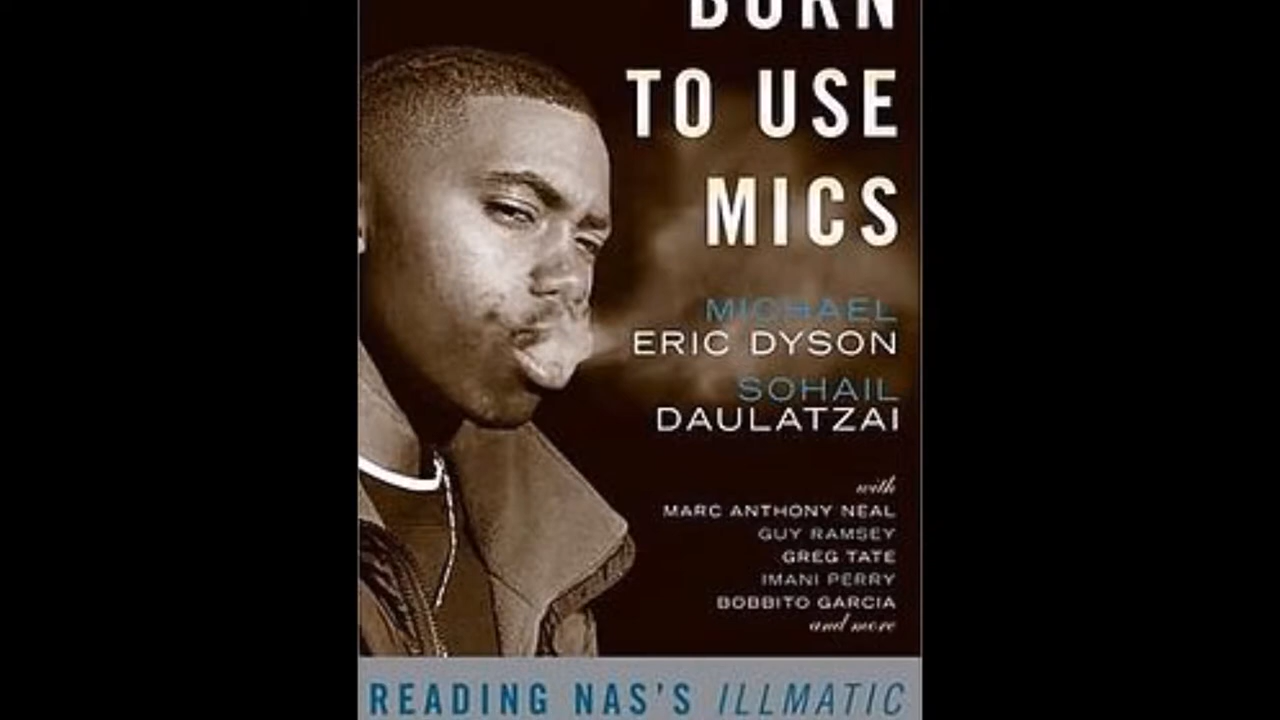 BORN
TO USE
MICS
MICHAEL
ERIC DYSON
SOHAIL
DAULATZAI
with
MARC ANTHONY NEAL
GUY RAMSEY
GREG TATE
IMANI PERRY
BOBBITO GARCIA
and more
READING NAS'S ILLMATIC